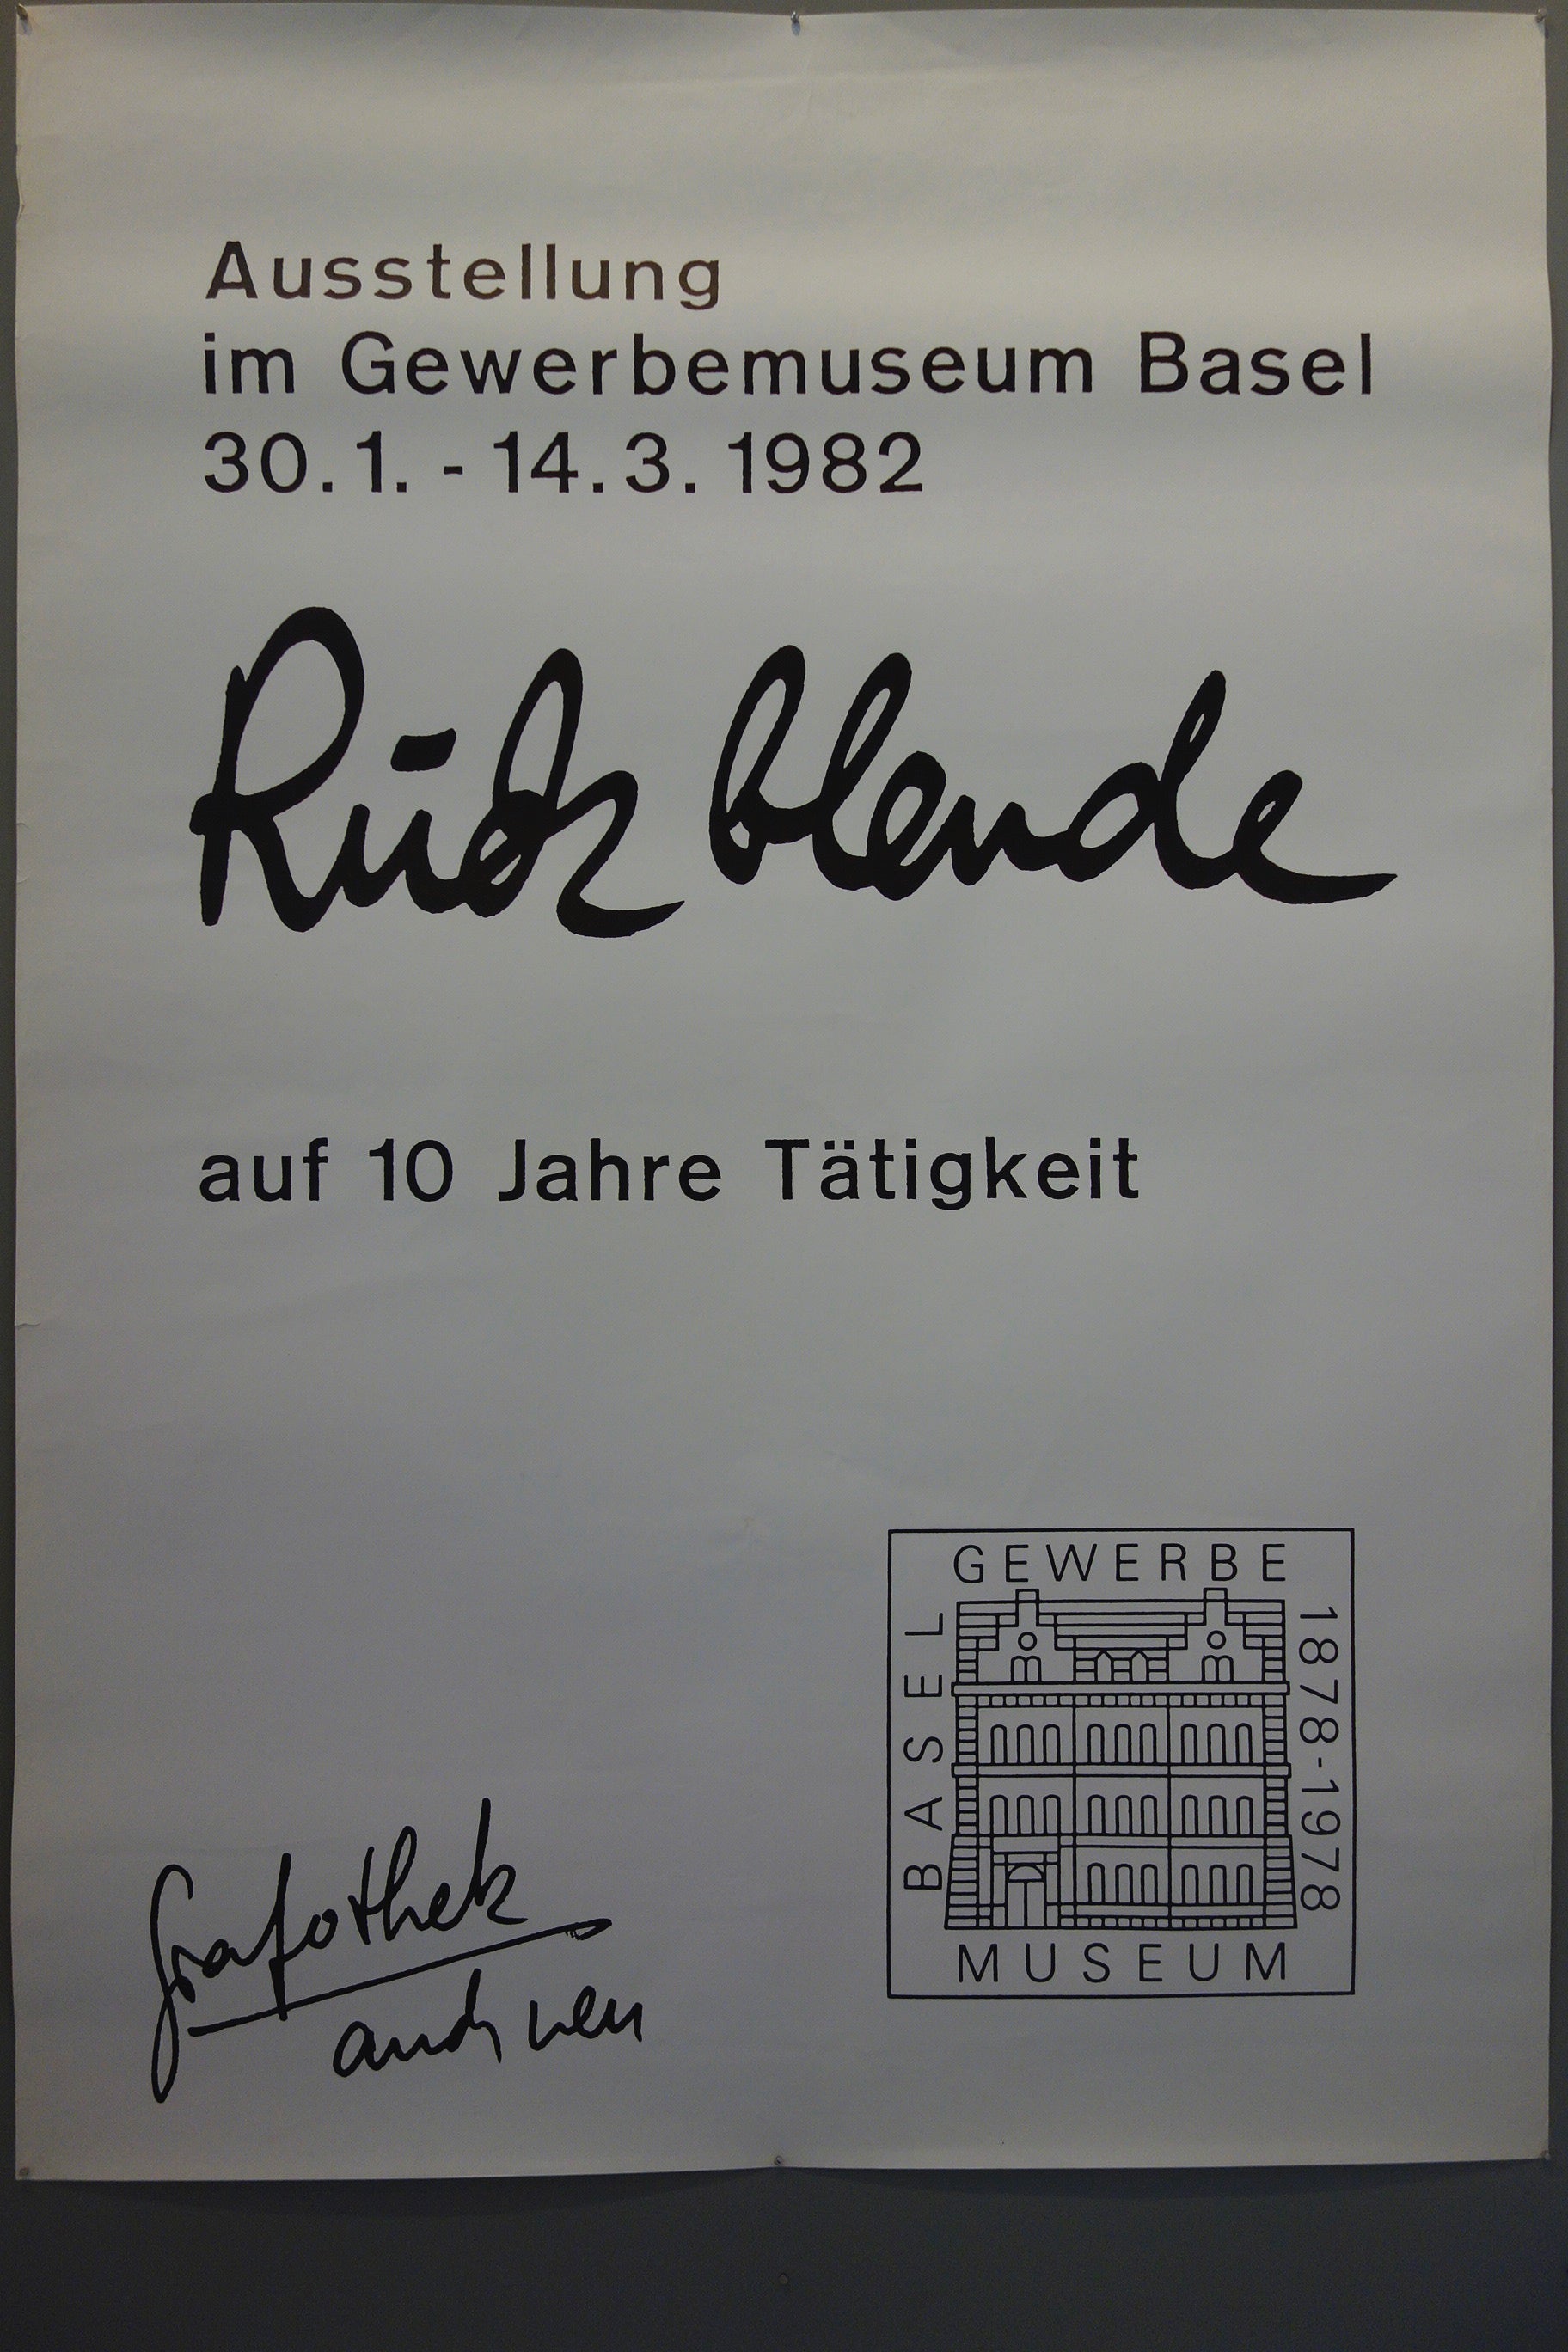 Ausstellung
im Gewerbemuseum Basel
30.1. - 14.3.1982
Rückblende
auf 10 Jahre Tätigkeit
GEWERBE
BASEL
1878-1978
MUSEUM
Grafothek
auch neu